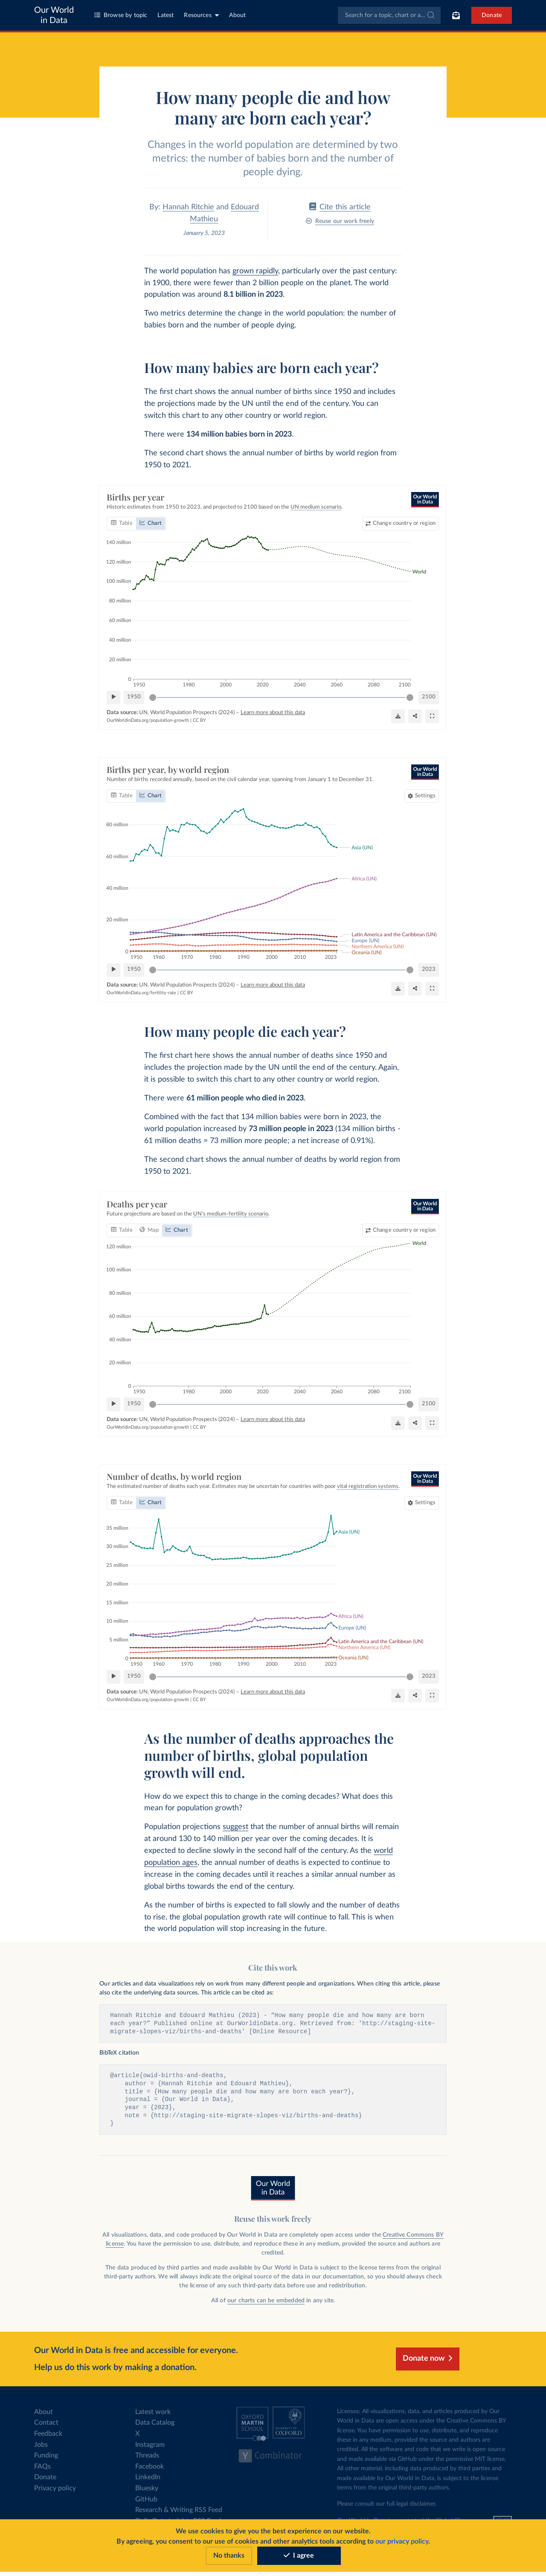 Our World
in Data
Browse by topic
Latest
Resources
About
Search for a topic, chart or a...
Donate
How many people die and how
many are born each year?
Changes in the world population are determined by two
metrics: the number of babies born and the number of
people dying.
By: Hannah Ritchie and Edouard
Mathieu
January 5, 2023
Cite this article
Reuse our work freely
The world population has grown rapidly, particularly over the past century:
in 1900, there were fewer than 2 billion people on the planet. The world
population was around 8.1 billion in 2023.
Two metrics determine the change in the world population: the number of
babies born and the number of people dying.
How many babies are born each year?
The first chart shows the annual number of births since 1950 and includes
the projections made by the UN until the end of the century. You can
switch this chart to any other country or world region.
There were 134 million babies born in 2023.
The second chart shows the annual number of births by world region from
1950 to 2021.
Births per year
Historic estimates from 1950 to 2023, and projected to 2100 based on the UN medium scenario.
Our World
in Data
Table
Chart
Change country or region
140 million
120 million
100 million
80 million
60 million
40 million
20 million
0
World
1950 1980 2000 2020 2040 2060 2080 2100
1950
2100
Data source: UN, World Population Prospects (2024) – Learn more about this data
OurWorldinData.org/population-growth | CC BY
Births per year, by world region
Number of births recorded annually, based on the civil calendar year, spanning from January 1 to December 31.
Our World
in Data
Table
Chart
Settings
80 million
60 million
40 million
20 million
0
Asia (UN)
Africa (UN)
Latin America and the Caribbean (UN)
Europe (UN)
Northern America (UN)
Oceania (UN)
1950 1960 1970 1980 1990 2000 2010 2023
1950
2023
Data source: UN, World Population Prospects (2024) – Learn more about this data
OurWorldinData.org/fertility-rate | CC BY
How many people die each year?
The first chart here shows the annual number of deaths since 1950 and
includes the projection made by the UN until the end of the century. Again,
it is possible to switch this chart to any other country or world region.
There were 61 million people who died in 2023.
Combined with the fact that 134 million babies were born in 2023, the
world population increased by 73 million people in 2023 (134 million births -
61 million deaths = 73 million more people; a net increase of 0.91%).
The second chart shows the annual number of deaths by world region from
1950 to 2021.
Deaths per year
Future projections are based on the UN's medium-fertility scenario.
Our World
in Data
Table
Map
Chart
Change country or region
120 million
100 million
80 million
60 million
40 million
20 million
0
World
1950 1980 2000 2020 2040 2060 2080 2100
1950
2100
Data source: UN, World Population Prospects (2024) – Learn more about this data
OurWorldinData.org/population-growth | CC BY
Number of deaths, by world region
The estimated number of deaths each year. Estimates may be uncertain for countries with poor vital registration systems.
Our World
in Data
Table
Chart
Settings
35 million
30 million
25 million
20 million
15 million
10 million
5 million
0
Asia (UN)
Africa (UN)
Europe (UN)
Latin America and the Caribbean (UN)
Northern America (UN)
Oceania (UN)
1950 1960 1970 1980 1990 2000 2010 2023
1950
2023
Data source: UN, World Population Prospects (2024) – Learn more about this data
OurWorldinData.org/population-growth | CC BY
As the number of deaths approaches the
number of births, global population
growth will end.
How do we expect this to change in the coming decades? What does this
mean for population growth?
Population projections suggest that the number of annual births will remain
at around 130 to 140 million per year over the coming decades. It is
expected to decline slowly in the second half of the century. As the world
population ages, the annual number of deaths is expected to continue to
increase in the coming decades until it reaches a similar annual number as
global births towards the end of the century.
As the number of births is expected to fall slowly and the number of deaths
to rise, the global population growth rate will continue to fall. This is when
the world population will stop increasing in the future.
Cite this work
Our articles and data visualizations rely on work from many different people and organizations. When citing this article, please
also cite the underlying data sources. This article can be cited as:
Hannah Ritchie and Edouard Mathieu (2023) - “How many people die and how many are born
each year?” Published online at OurWorldinData.org. Retrieved from: 'http://staging-site-
migrate-slopes-viz/births-and-deaths' [Online Resource]
BibTeX citation
@article{owid-births-and-deaths,
author = {Hannah Ritchie and Edouard Mathieu},
title = {How many people die and how many are born each year?},
journal = {Our World in Data},
year = {2023},
note = {http://staging-site-migrate-slopes-viz/births-and-deaths}
}
Our World
in Data
Reuse this work freely
All visualizations, data, and code produced by Our World in Data are completely open access under the Creative Commons BY
license. You have the permission to use, distribute, and reproduce these in any medium, provided the source and authors are
credited.
The data produced by third parties and made available by Our World in Data is subject to the license terms from the original
third-party authors. We will always indicate the original source of the data in our documentation, so you should always check
the license of any such third-party data before use and redistribution.
All of our charts can be embedded in any site.
Our World in Data is free and accessible for everyone.
Help us do this work by making a donation.
Donate now
About
Contact
Feedback
Jobs
Funding
FAQs
Donate
Privacy policy
Latest work
Data Catalog
X
Instagram
Threads
Facebook
LinkedIn
Bluesky
GitHub
Research & Writing RSS Feed
OXFORD
MARTIN
SCHOOL
UNIVERSITY OF
OXFORD
Y Combinator
Licenses: All visualizations, data, and articles produced by Our
World in Data are open access under the Creative Commons BY
license. You have permission to use, distribute, and reproduce
these in any medium, provided the source and authors are
credited. All the software and code that we write is open source
and made available via GitHub under the permissive MIT license.
All other material, including data produced by third parties and
made available by Our World in Data, is subject to the license
terms from the original third-party authors.
Please consult our full legal disclaimer.
We use cookies to give you the best experience on our website.
By agreeing, you consent to our use of cookies and other analytics tools according to our privacy policy.
No thanks
I agree